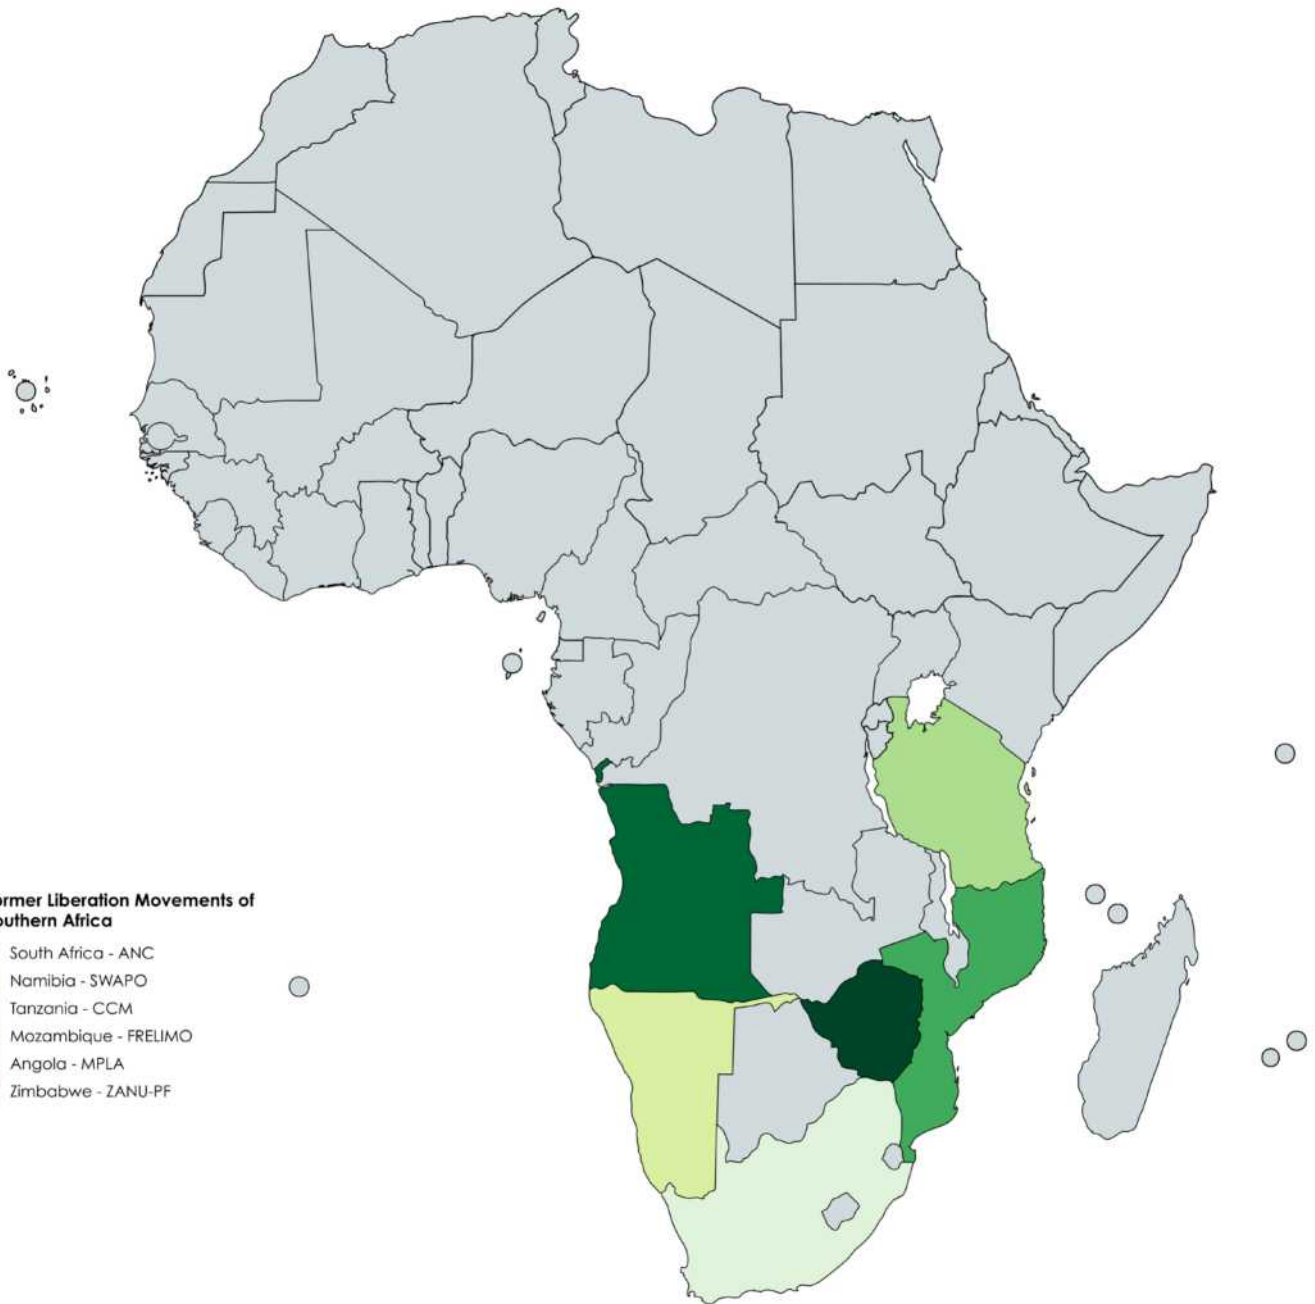 ormer Liberation Movements of
outhern Africa
South Africa - ANC
Namibia - SWAPO
Tanzania - CCM
Mozambique - FRELIMO
Angola - MPLA
Zimbabwe - ZANU-PF